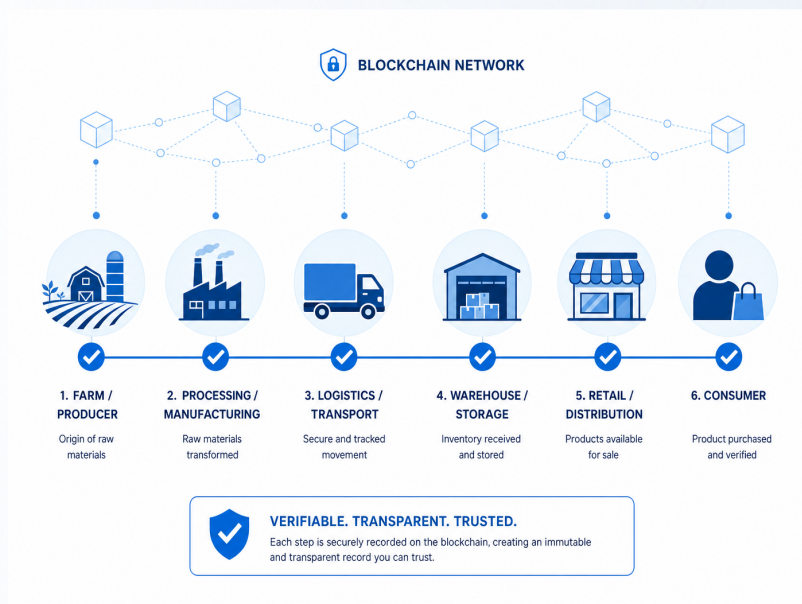 BLOCKCHAIN NETWORK
1. FARM /
PRODUCER
Origin of raw
materials
2. PROCESSING /
MANUFACTURING
Raw materials
transformed
3. LOGISTICS /
TRANSPORT
Secure and tracked
movement
4. WAREHOUSE /
STORAGE
Inventory received
and stored
5. RETAIL /
DISTRIBUTION
Products available
for sale
6. CONSUMER
Product purchased
and verified
VERIFIABLE. TRANSPARENT. TRUSTED.
Each step is securely recorded on the blockchain, creating an immutable
and transparent record you can trust.